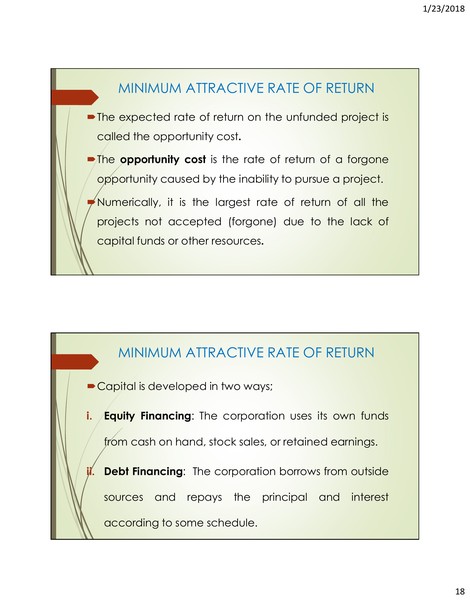 1/23/2018
MINIMUM ATTRACTIVE RATE OF RETURN
The expected rate of return on the unfunded project is
called the opportunity cost.
The opportunity cost is the rate of return of a forgone
opportunity caused by the inability to pursue a project.
Numerically, it is the largest rate of return of all the
projects not accepted (forgone) due to the lack of
capital funds or other resources.
MINIMUM ATTRACTIVE RATE OF RETURN
Capital is developed in two ways;
i. Equity Financing: The corporation uses its own funds
from cash on hand, stock sales, or retained earnings.
ii. Debt Financing: The corporation borrows from outside
sources and repays the principal and interest
according to some schedule.
18